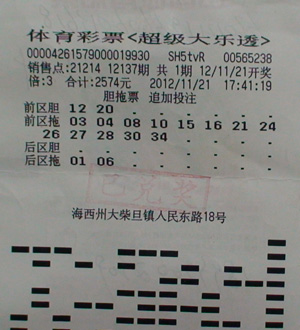 体育彩票<超级大乐透>
00004261579000019930 SH5tvR 00565238
销售点:21214 12137期 共1期 12/11/21开奖
倍:3 合计:2574元 2012/11/21 17:41:19
胆拖票 追加投注
前区胆 12 20 . . . . . .
前区拖 03 04 08 10 15 16 21 24
26 27 28 30 34 . . .
后区胆 . . . . . . . .
后区拖 01 06 . . . . . .
已兑奖
海西州大柴旦镇人民东路18号